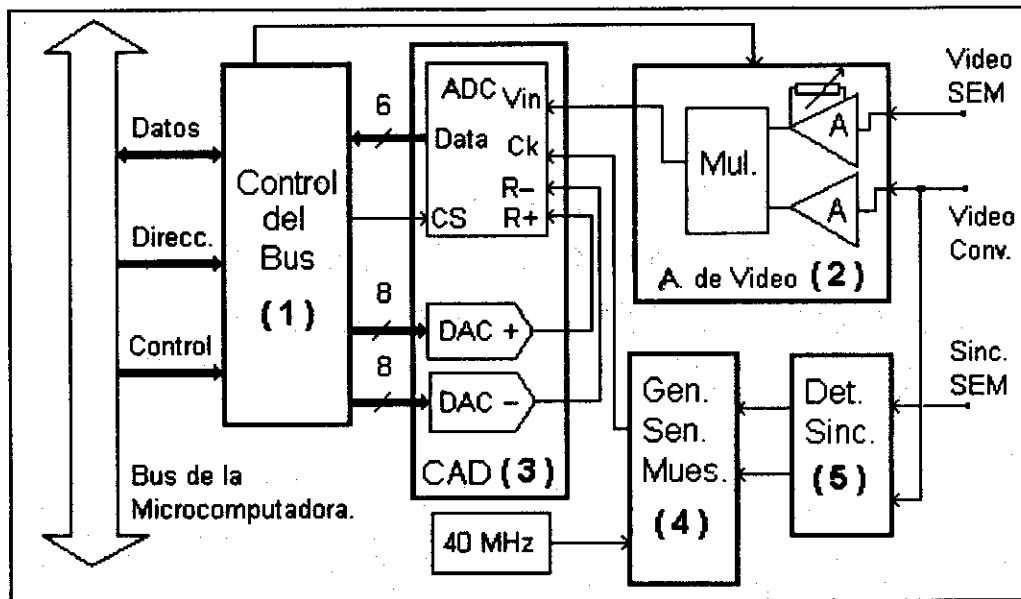 Datos
Direcc.
Control
Bus de la
Microcomputadora.
Control
del
Bus
(1)
6
8
8
ADC
Vin
Data
Ck
R-
R+
CS
DAC +
DAC -
CAD (3)
40 MHz
Mul.
A
A
A. de Video (2)
Video
SEM
Video
Conv.
Gen.
Sen.
Mues.
(4)
Det.
Sinc.
(5)
Sinc.
SEM